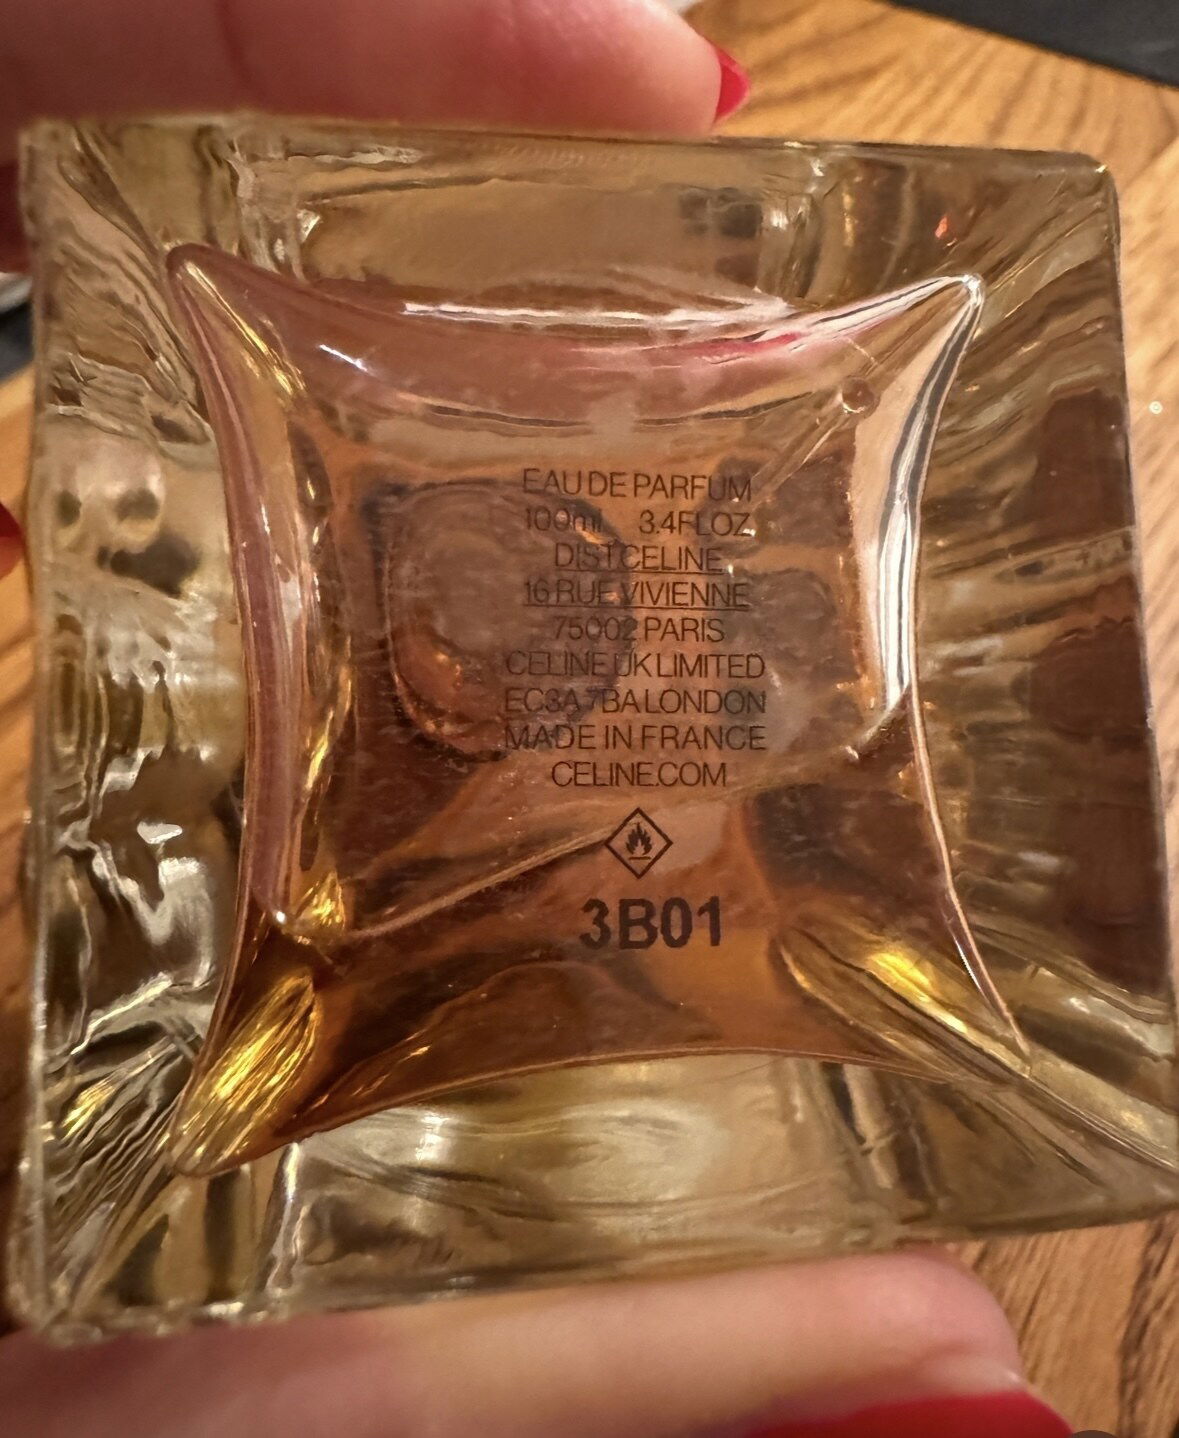 EAU DE PARFUM
100ml 3.4FLOZ
DIST.CELINE
16 RUE VIVIENNE
75002 PARIS
CELINE UK LIMITED
EC3A 7BA LONDON
MADE IN FRANCE
CELINE.COM
3B01